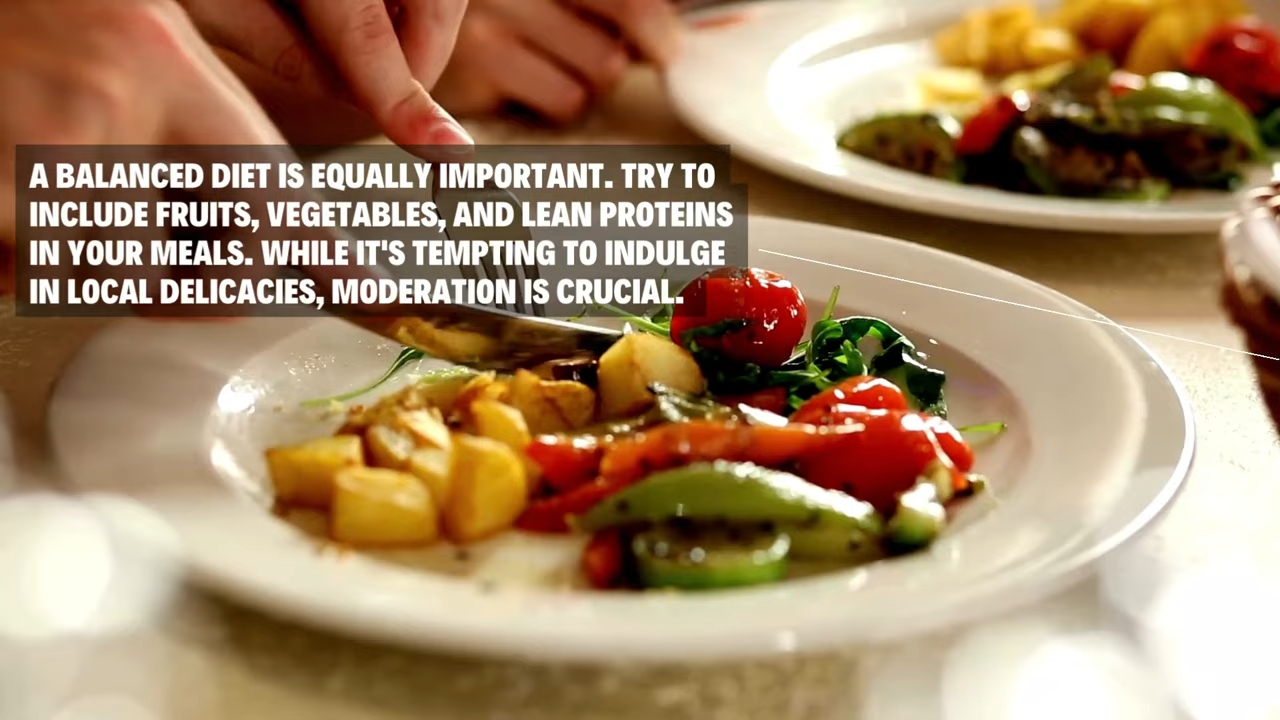 A BALANCED DIET IS EQUALLY IMPORTANT. TRY TO
INCLUDE FRUITS, VEGETABLES, AND LEAN PROTEINS
IN YOUR MEALS. WHILE IT'S TEMPTING TO INDULGE
IN LOCAL DELICACIES, MODERATION IS CRUCIAL.